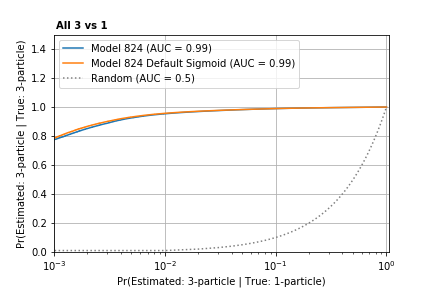 All 3 vs 1
Model 824 (AUC = 0.99)
Model 824 Default Sigmoid (AUC = 0.99)
Random (AUC = 0.5)
Pr(Estimated: 3-particle | True: 3-particle)
1.4
1.2
1.0
0.8
0.6
0.4
0.2
0.0
10⁻³ 10⁻² 10⁻¹ 10⁰
Pr(Estimated: 3-particle | True: 1-particle)